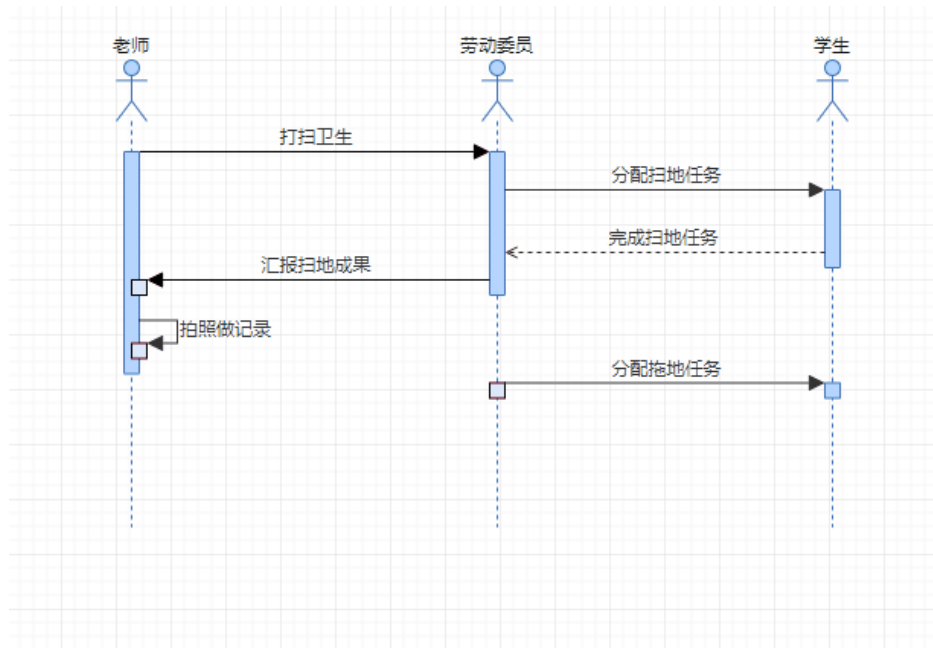 老师
劳动委员
学生
打扫卫生
分配扫地任务
完成扫地任务
汇报扫地成果
拍照做记录
分配拖地任务